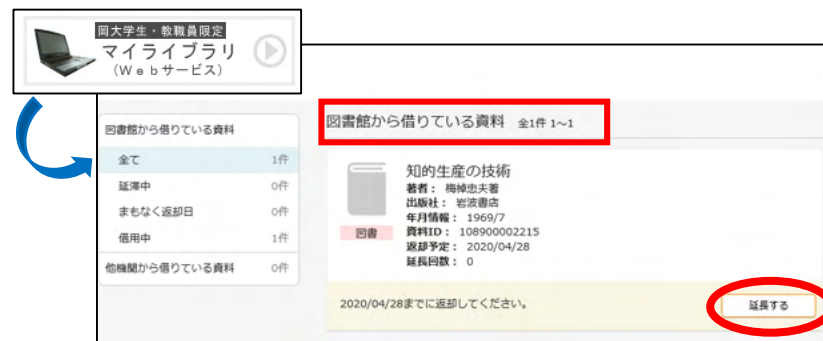 岡大学生・教職員限定
マイライブラリ
(Webサービス)
図書館から借りている資料
全て 1件
延滞中 0件
まもなく返却日 0件
借用中 1件
他機関から借りている資料 0件
図書館から借りている資料 全1件 1～1
図書
知的生産の技術
著者： 梅棹忠夫著
出版社： 岩波書店
年月情報： 1969/7
資料ID： 108900002215
返却予定： 2020/04/28
延長回数： 0
2020/04/28までに返却してください。
延長する